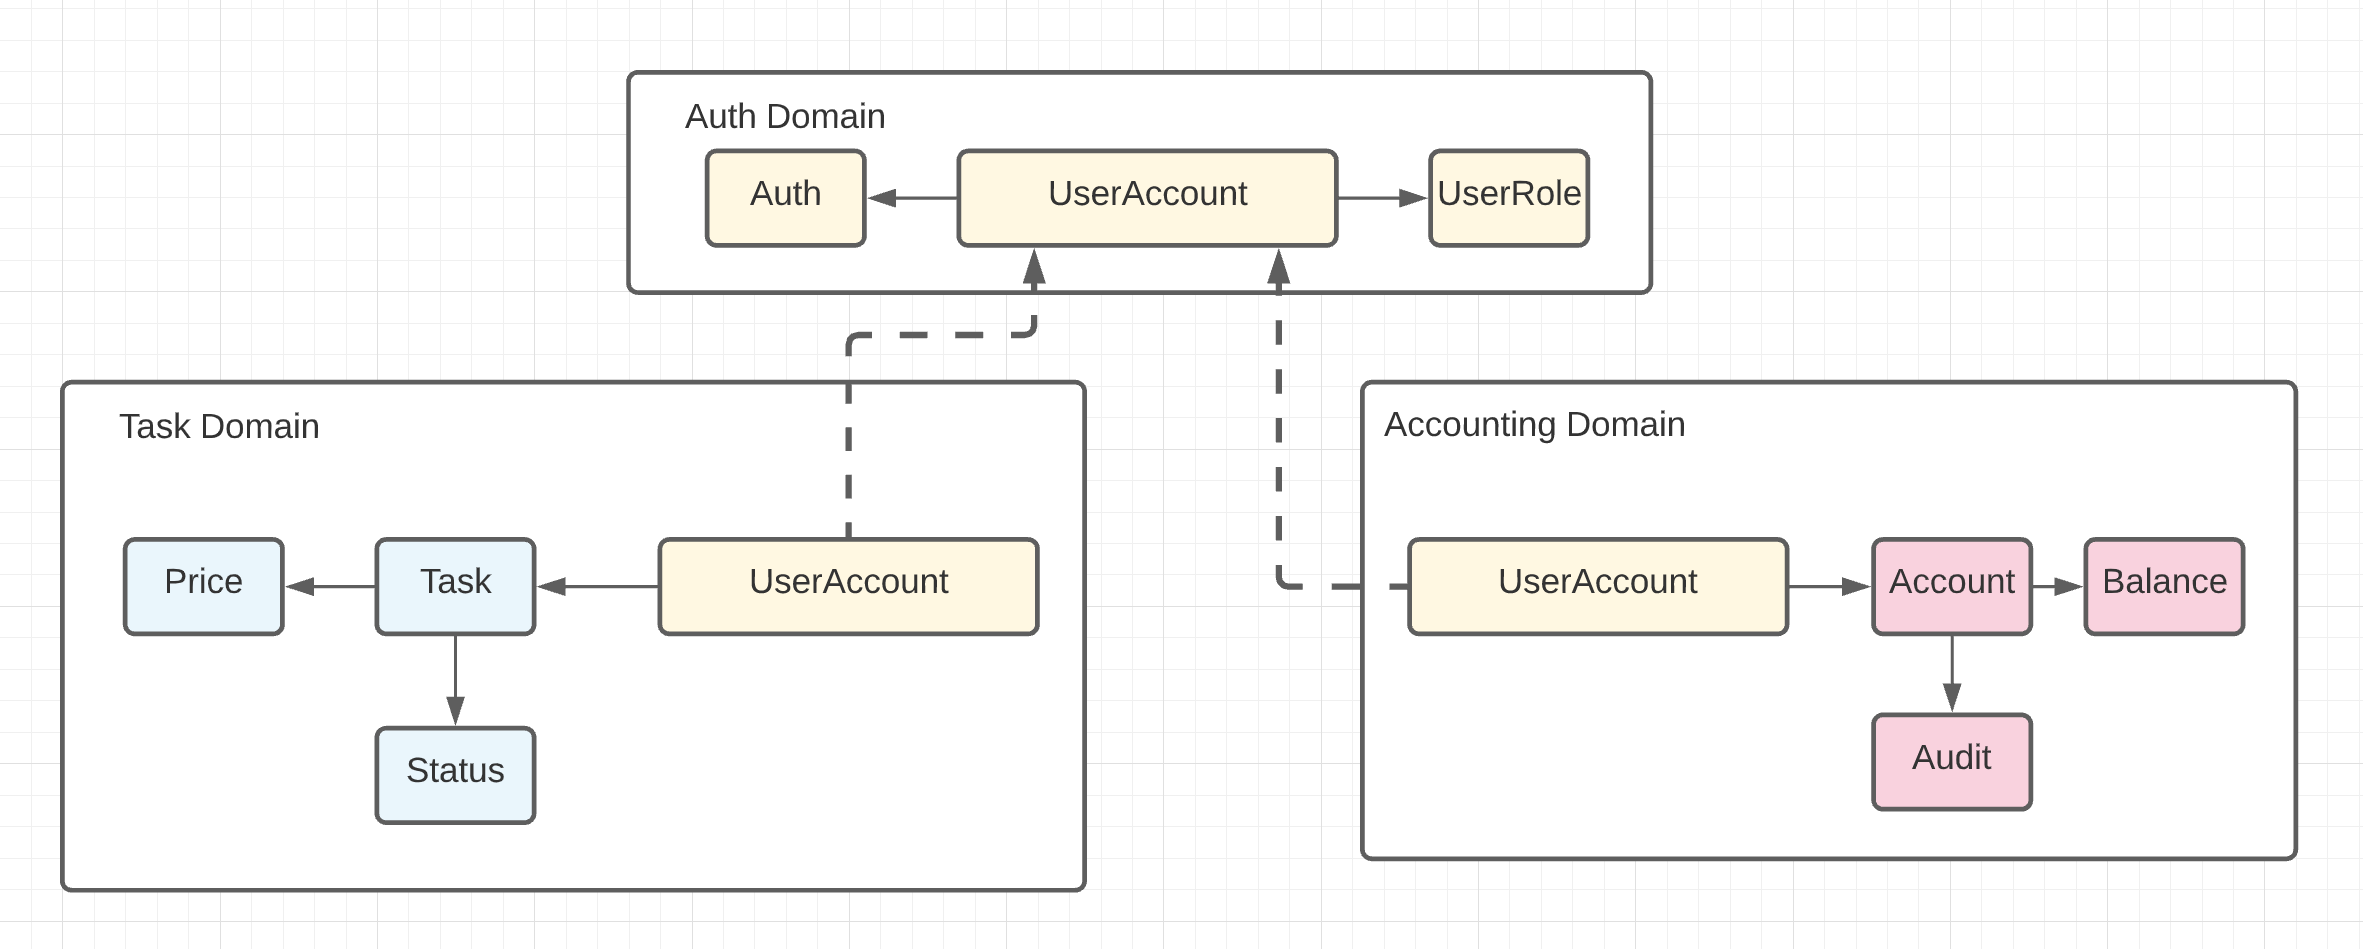 Auth Domain
Auth
UserAccount
UserRole
Task Domain
Price
Task
UserAccount
Status
Accounting Domain
UserAccount
Account
Balance
Audit